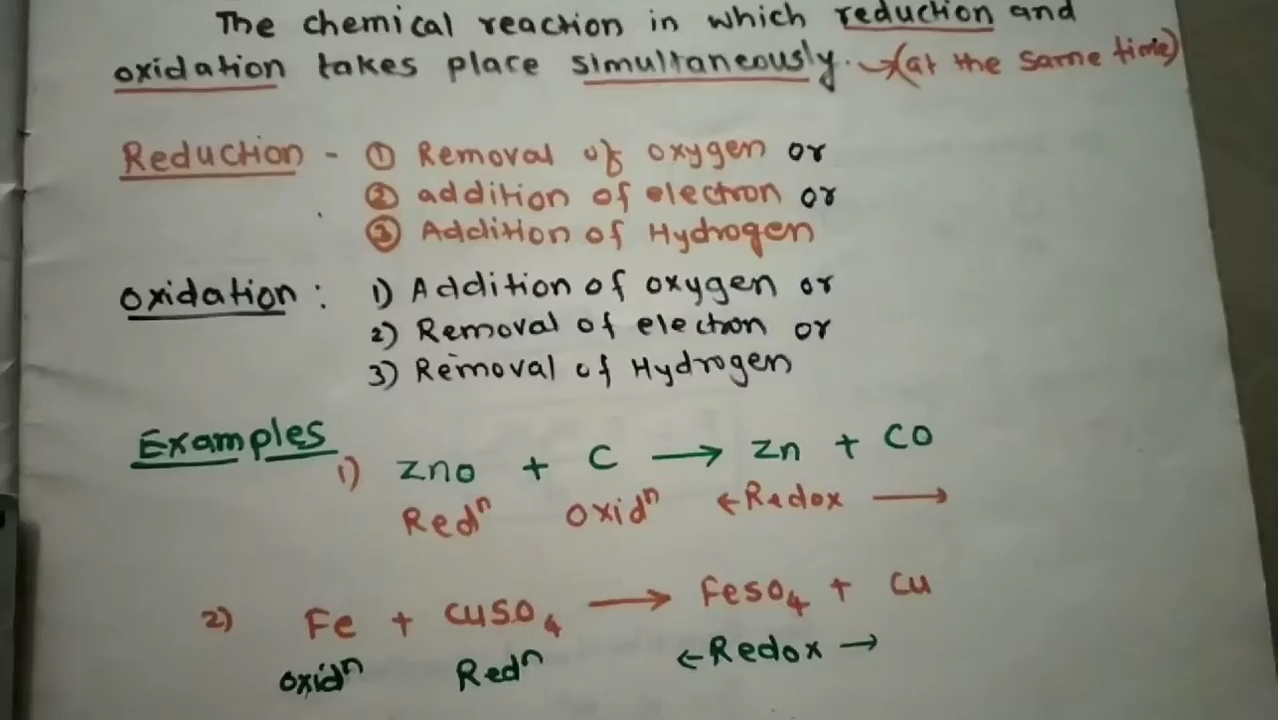 The chemical reaction in which reduction and
oxidation takes place simultaneously. (at the same time)
Reduction - ① Removal of oxygen or
② addition of electron or
③ Addition of Hydrogen
Oxidation : 1) Addition of oxygen or
2) Removal of electron or
3) Removal of Hydrogen
Examples
1) ZnO + C → Zn + CO
Redⁿ Oxidⁿ ← Redox →
2) Fe + CuSO₄ → FeSO₄ + Cu
Oxidⁿ Redⁿ ← Redox →